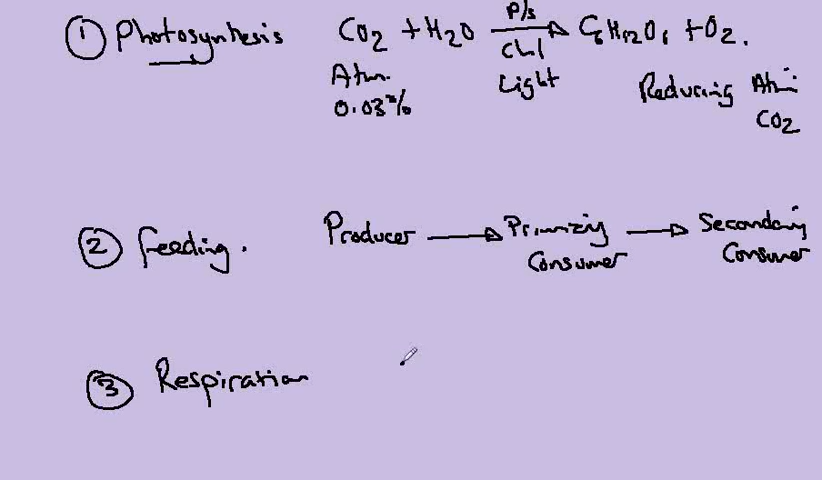 ① Photosynthesis CO2 + H2O P/s C6H12O6 + O2.
Chl
Atm. Light Reducing Atm
0.03% CO2
② Feeding. Producer → Primary → Secondary
Consumer Consumer
③ Respiration